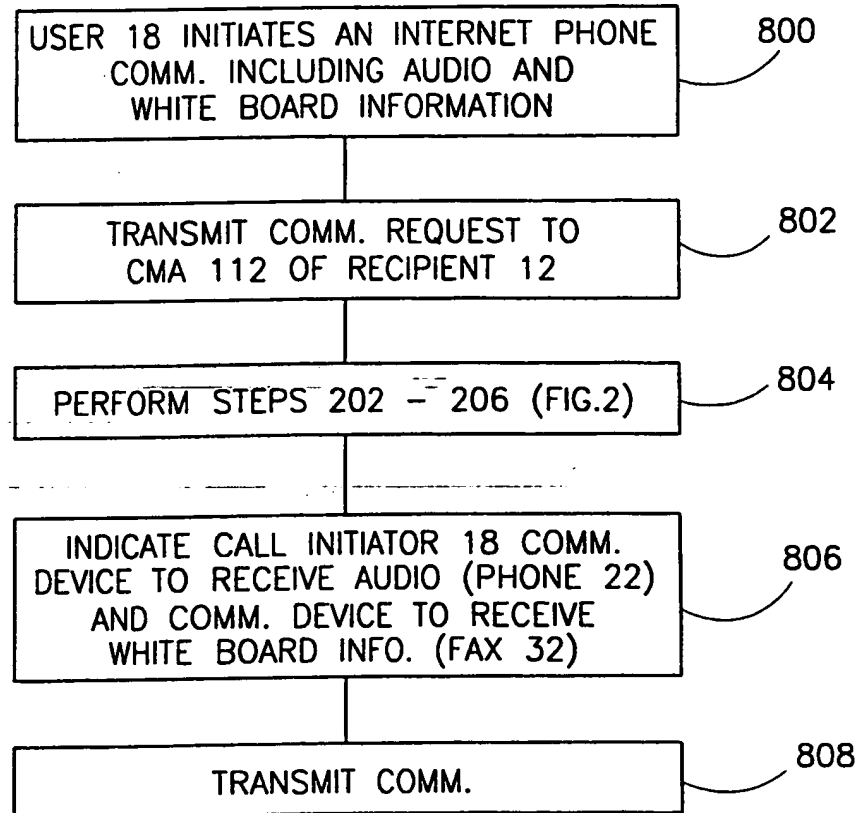 USER 18 INITIATES AN INTERNET PHONE
COMM. INCLUDING AUDIO AND
WHITE BOARD INFORMATION
800
TRANSMIT COMM. REQUEST TO
CMA 112 OF RECIPIENT 12
802
PERFORM STEPS 202 - 206 (FIG.2)
804
INDICATE CALL INITIATOR 18 COMM.
DEVICE TO RECEIVE AUDIO (PHONE 22)
AND COMM. DEVICE TO RECEIVE
WHITE BOARD INFO. (FAX 32)
806
TRANSMIT COMM.
808